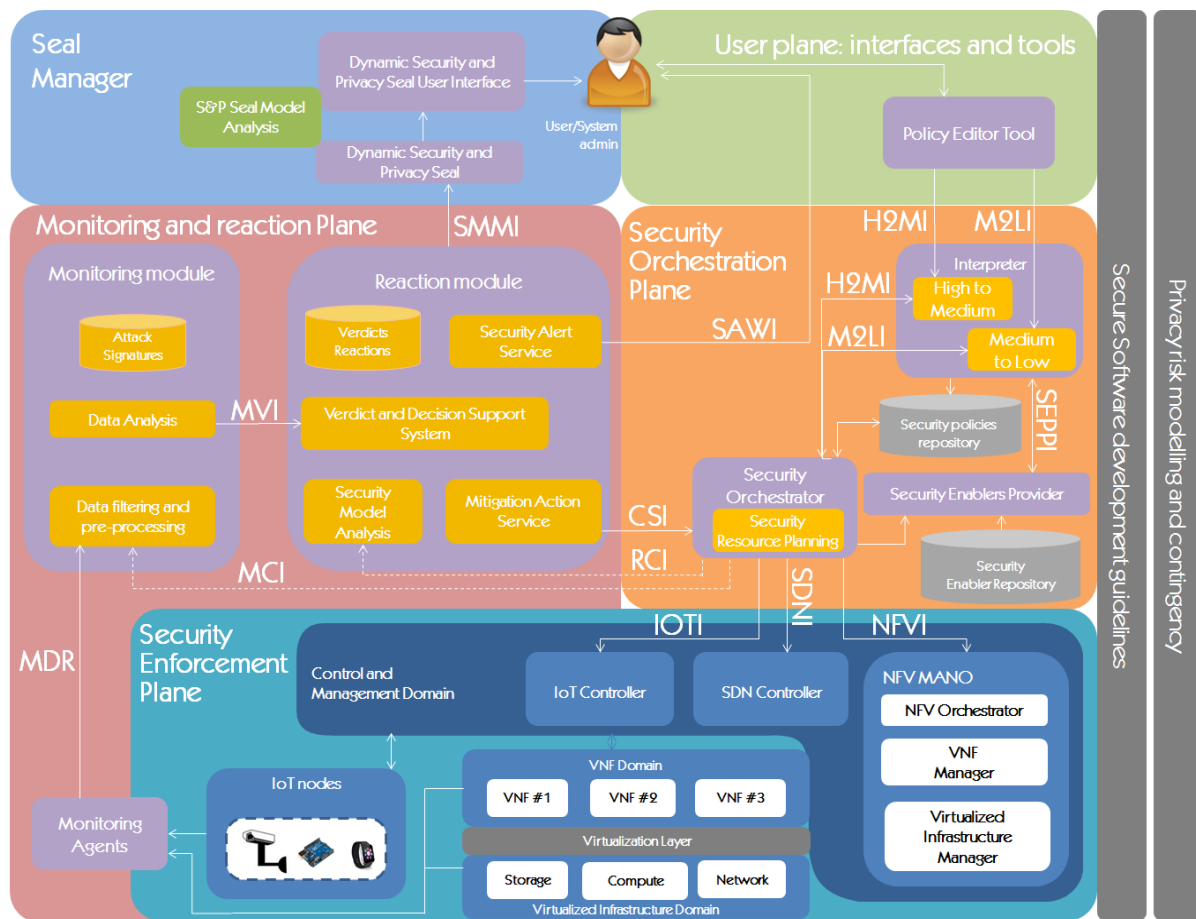 Seal
Manager
Dynamic Security and
Privacy Seal User Interface
S&P Seal Model
Analysis
Dynamic Security and
Privacy Seal
User/System
admin
User plane: interfaces and tools
Policy Editor Tool
Monitoring and reaction Plane
SMMI
Monitoring module
Attack
Signatures
Data Analysis
Data filtering and
pre-processing
MVI
Reaction module
Verdicts
Reactions
Security Alert
Service
Verdict and Decision Support
System
Security
Model
Analysis
Mitigation Action
Service
MCI
RCI
CSI
SAWI
Security
Orchestration
Plane
H2MI
M2LI
H2MI
M2LI
Interpreter
High to
Medium
Medium
to Low
SEPPI
Security policies
repository
Security
Orchestrator
Security
Resource Planning
Security Enablers Provider
Security
Enabler Repository
IOTI
SDNI
NFVI
MDR
Security
Enforcement
Plane
Control and
Management Domain
IoT Controller
SDN Controller
NFV MANO
NFV Orchestrator
VNF
Manager
Virtualized
Infrastructure
Manager
IoT nodes
Monitoring
Agents
VNF Domain
VNF #1
VNF #2
VNF #3
Virtualization Layer
Storage
Compute
Network
Virtualized Infrastructure Domain
Secure Software development guidelines
Privacy risk modelling and contingency